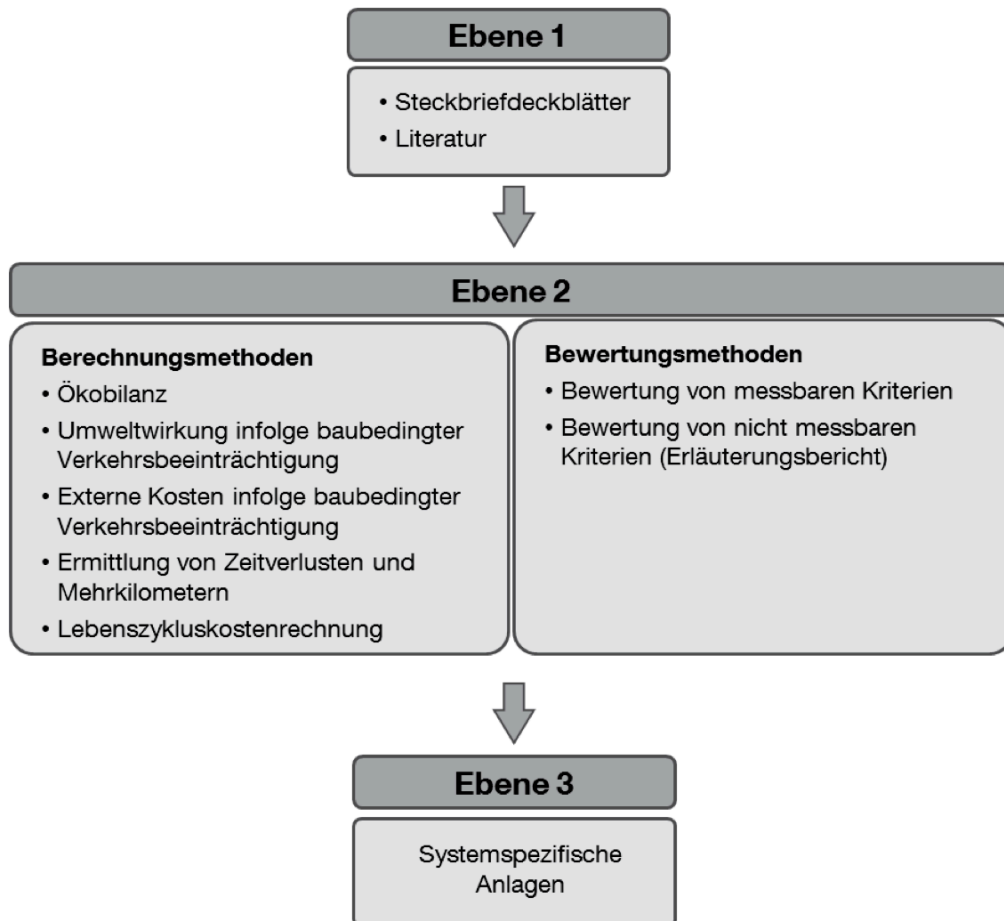 Ebene 1
• Steckbriefdeckblätter
• Literatur
Ebene 2
Berechnungsmethoden
• Ökobilanz
• Umweltwirkung infolge baubedingter
Verkehrsbeeinträchtigung
• Externe Kosten infolge baubedingter
Verkehrsbeeinträchtigung
• Ermittlung von Zeitverlusten und
Mehrkilometern
• Lebenszykluskostenrechnung
Bewertungsmethoden
• Bewertung von messbaren Kriterien
• Bewertung von nicht messbaren
Kriterien (Erläuterungsbericht)
Ebene 3
Systemspezifische
Anlagen